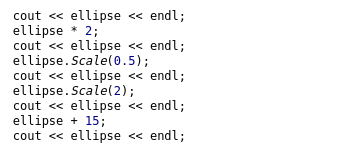 cout << ellipse << endl;
ellipse * 2;
cout << ellipse << endl;
ellipse.Scale(0.5);
cout << ellipse << endl;
ellipse.Scale(2);
cout << ellipse << endl;
ellipse + 15;
cout << ellipse << endl;